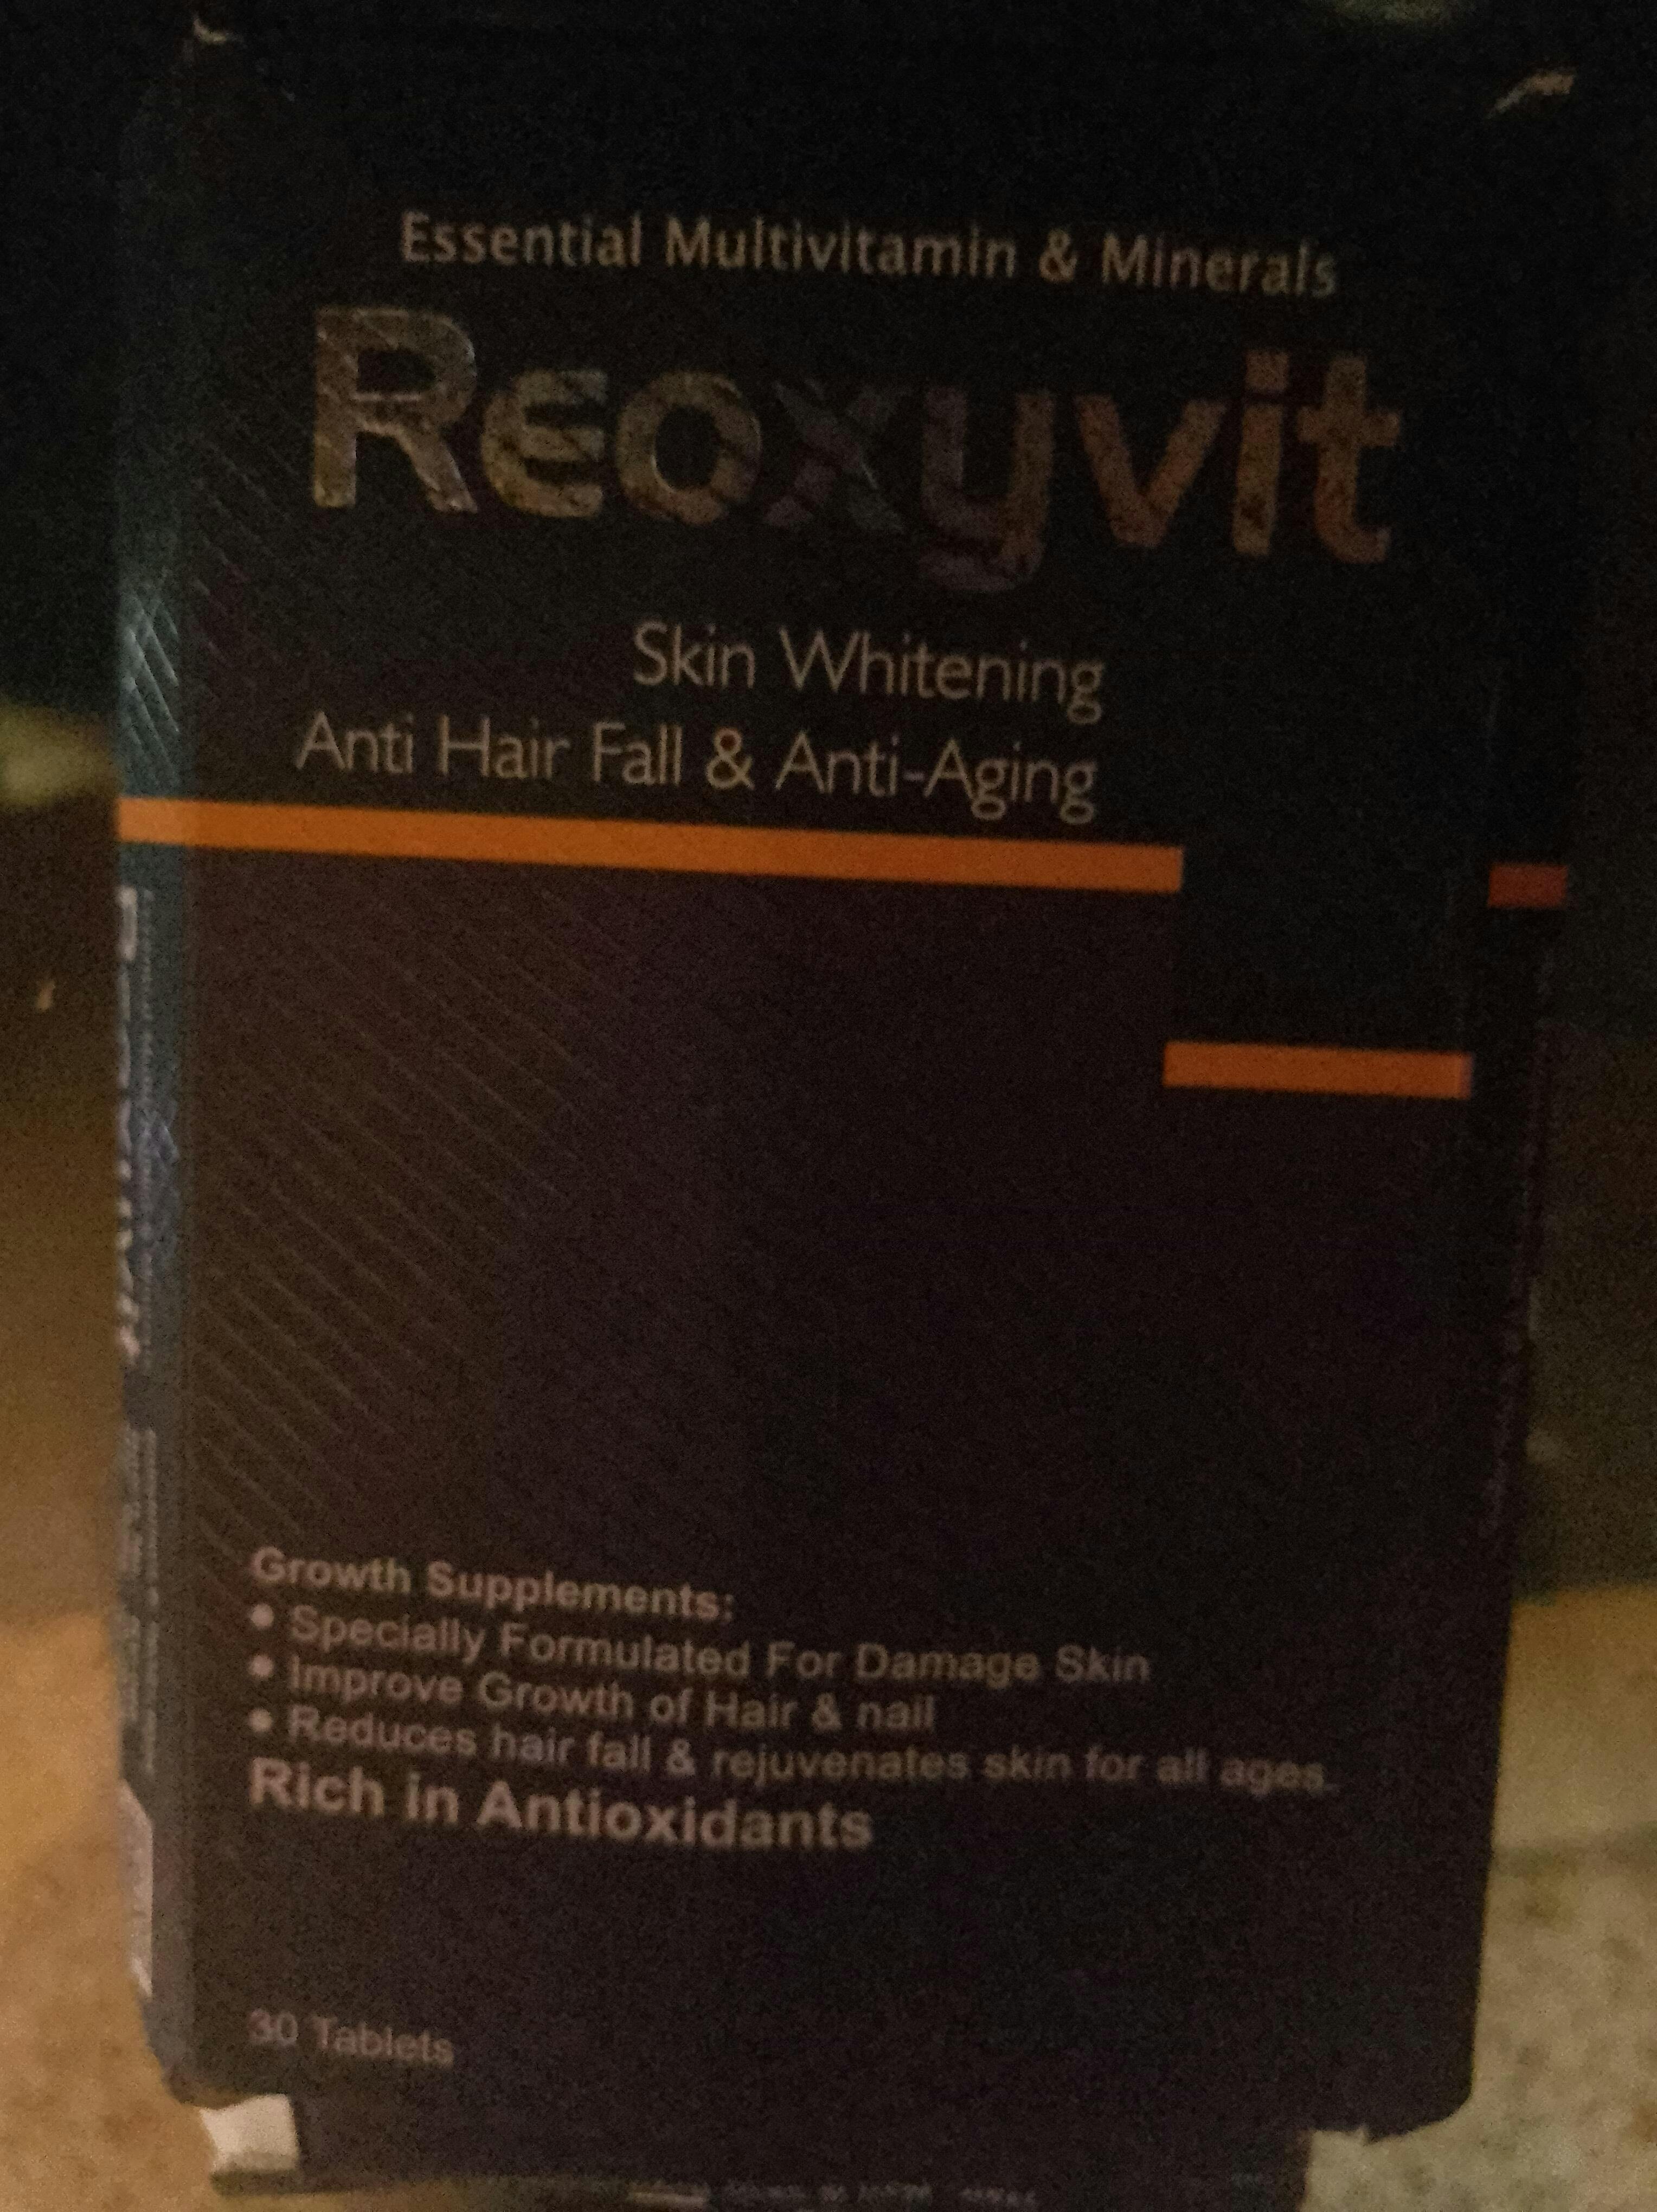 Essential Multivitamin & Minerals
Reoxyvit
Skin Whitening
Anti Hair Fall & Anti-Aging
Growth Supplements:
• Specially Formulated For Damage Skin
• Improve Growth of Hair & nail
• Reduces hair fall & rejuvenates skin for all ages.
Rich in Antioxidants
30 Tablets